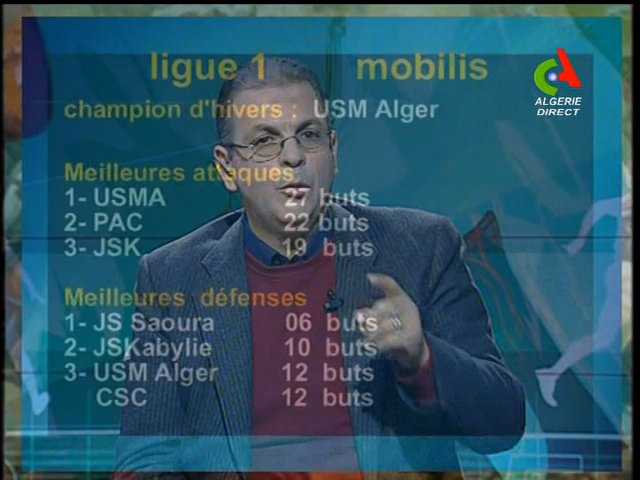 ligue 1 mobilis
ALGERIE
DIRECT
champion d'hivers : USM Alger
Meilleures attaques
1- USMA 27 buts
2- PAC 22 buts
3- JSK 19 buts
Meilleures défenses
1- JS Saoura 06 buts
2- JSKabylie 10 buts
3- USM Alger 12 buts
CSC 12 buts